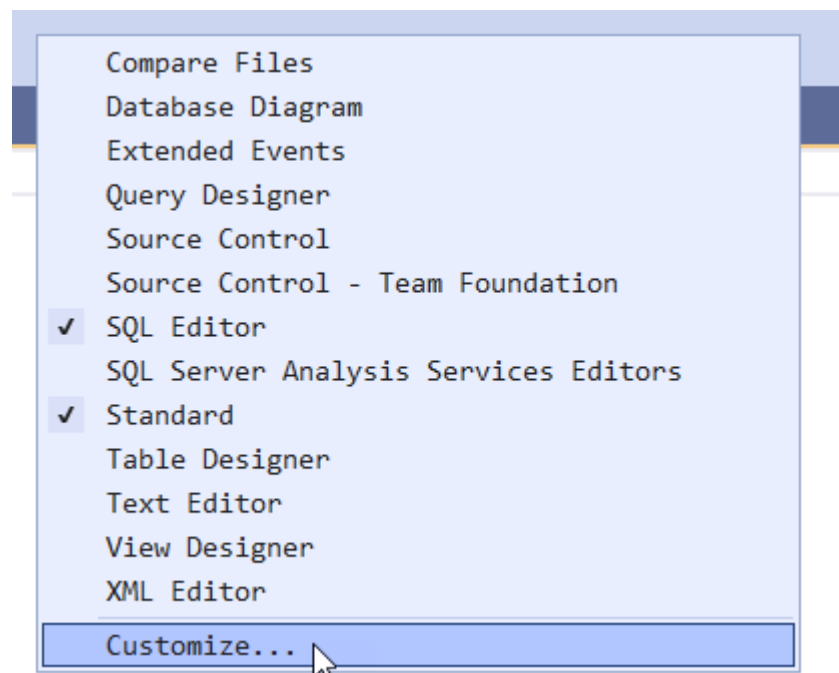 Compare Files
Database Diagram
Extended Events
Query Designer
Source Control
Source Control - Team Foundation
SQL Editor
SQL Server Analysis Services Editors
Standard
Table Designer
Text Editor
View Designer
XML Editor
Customize...